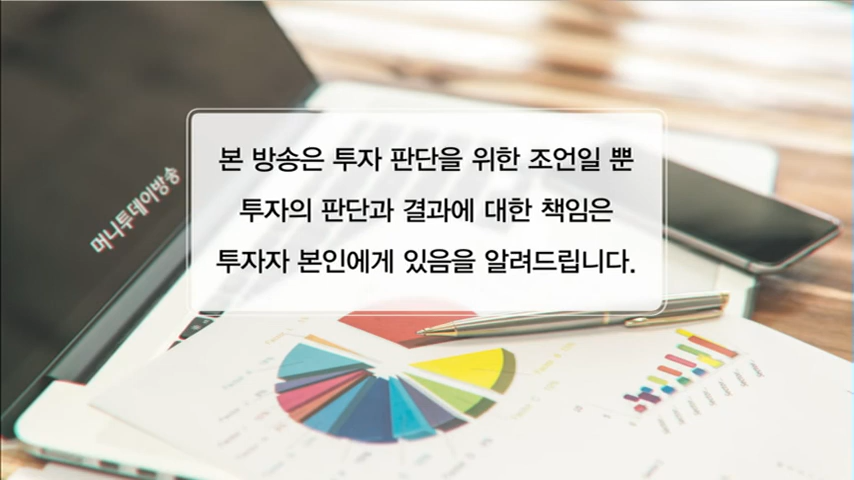 본 방송은 투자 판단을 위한 조언일 뿐
투자의 판단과 결과에 대한 책임은
투자자 본인에게 있음을 알려드립니다.
머니투데이방송